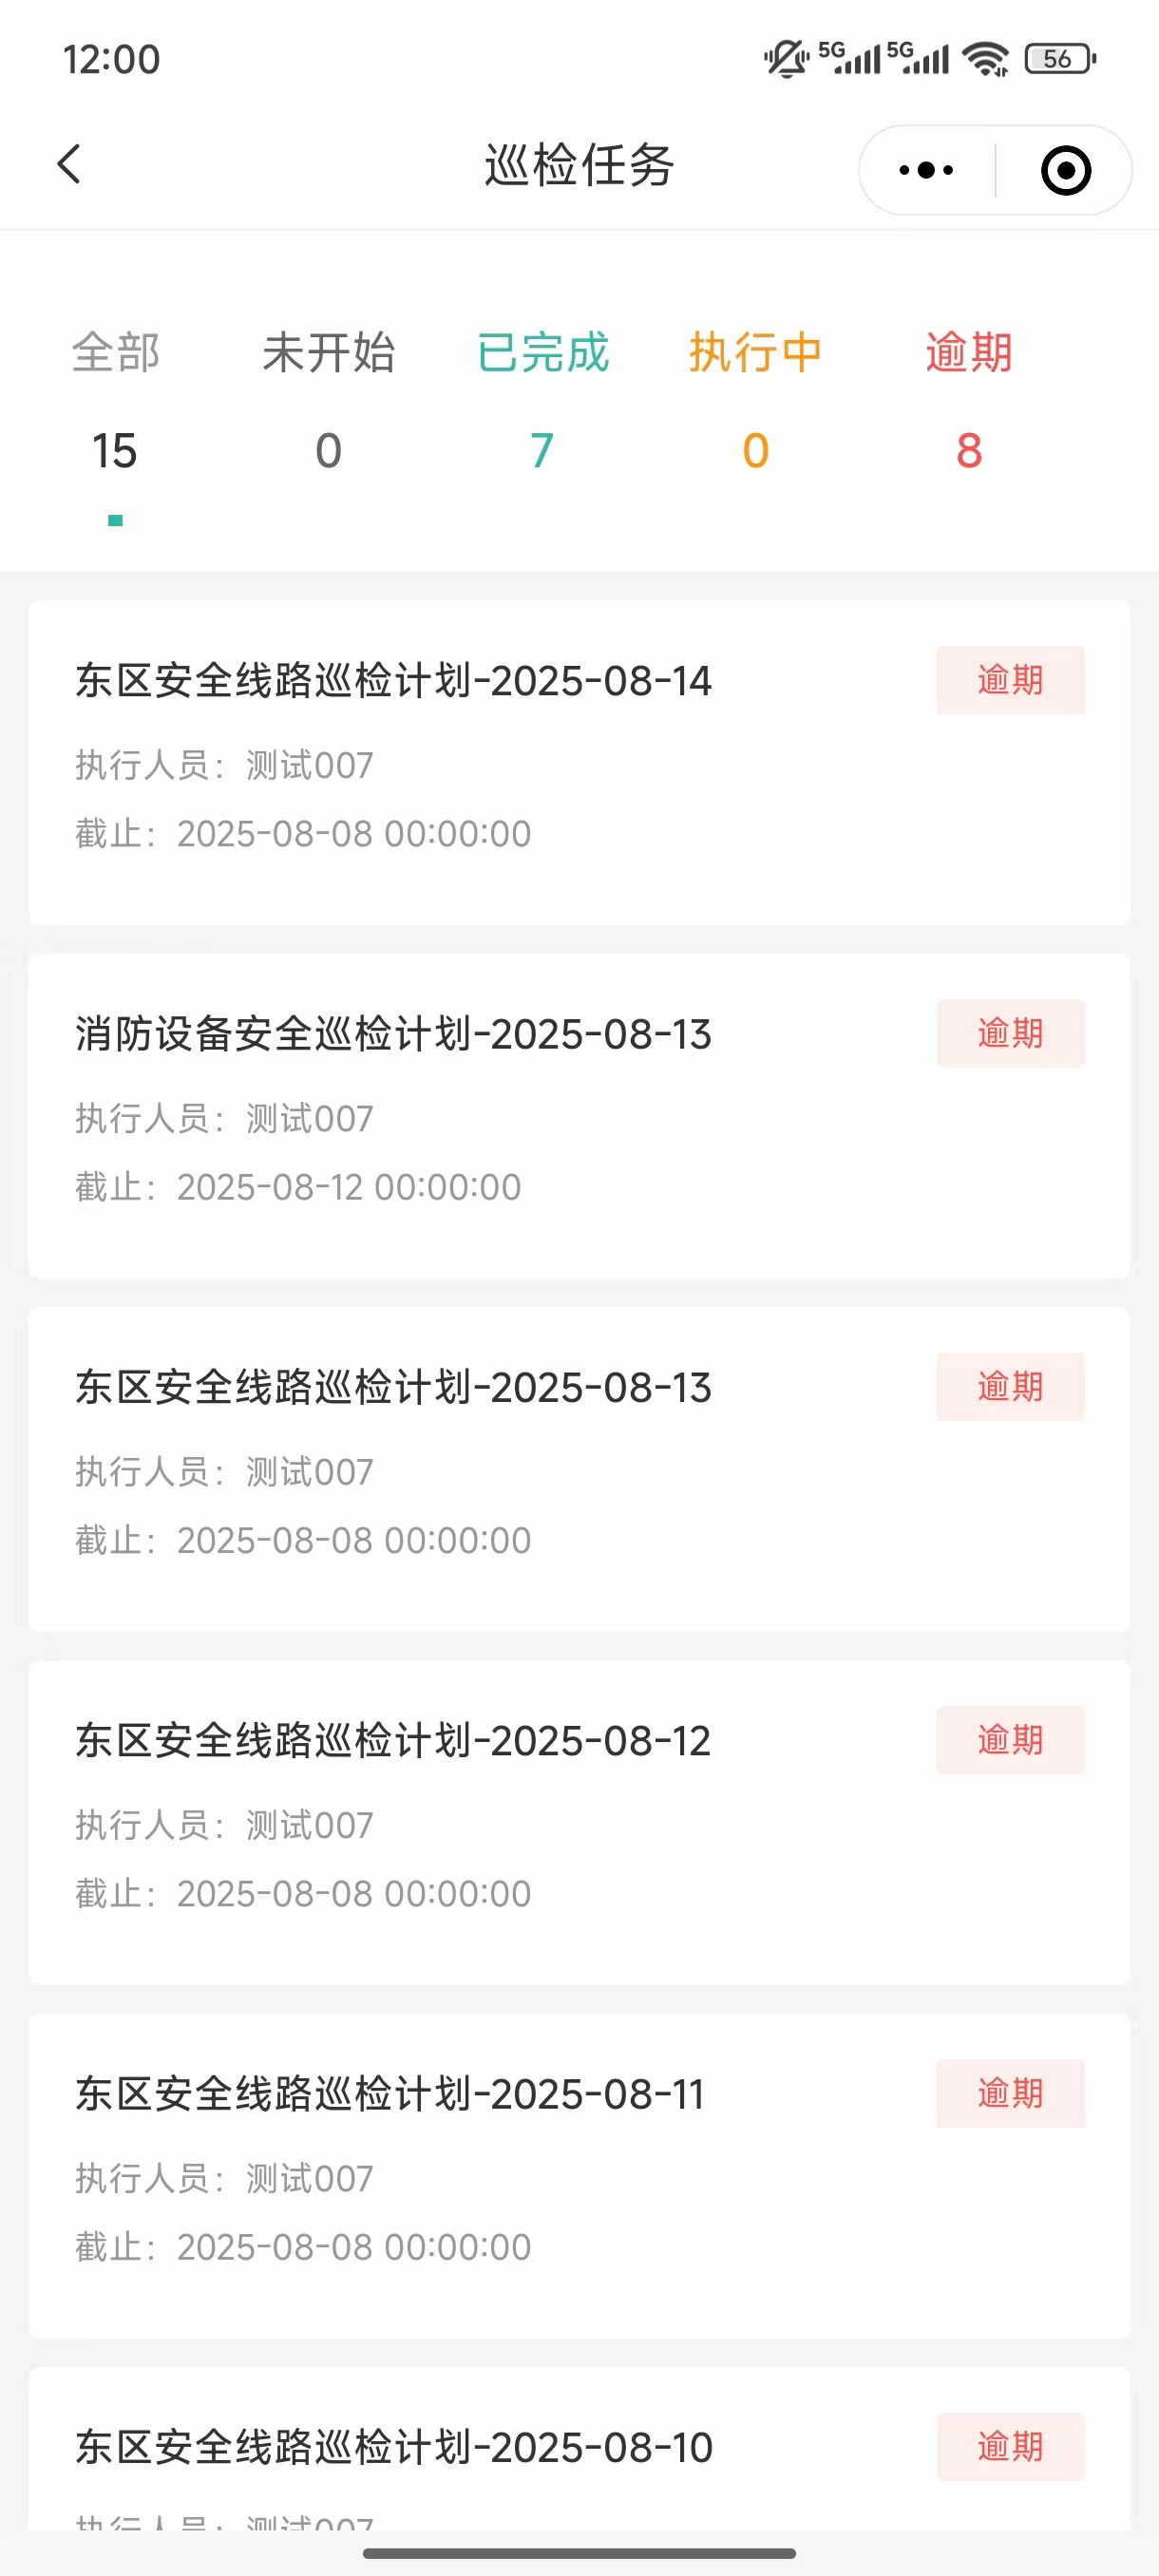 12:00
5G 5G 56
巡检任务
全部 未开始 已完成 执行中 逾期
15 0 7 0 8
东区安全线路巡检计划-2025-08-14 逾期
执行人员：测试007
截止：2025-08-08 00:00:00
消防设备安全巡检计划-2025-08-13 逾期
执行人员：测试007
截止：2025-08-12 00:00:00
东区安全线路巡检计划-2025-08-13 逾期
执行人员：测试007
截止：2025-08-08 00:00:00
东区安全线路巡检计划-2025-08-12 逾期
执行人员：测试007
截止：2025-08-08 00:00:00
东区安全线路巡检计划-2025-08-11 逾期
执行人员：测试007
截止：2025-08-08 00:00:00
东区安全线路巡检计划-2025-08-10 逾期
执行人员：测试007